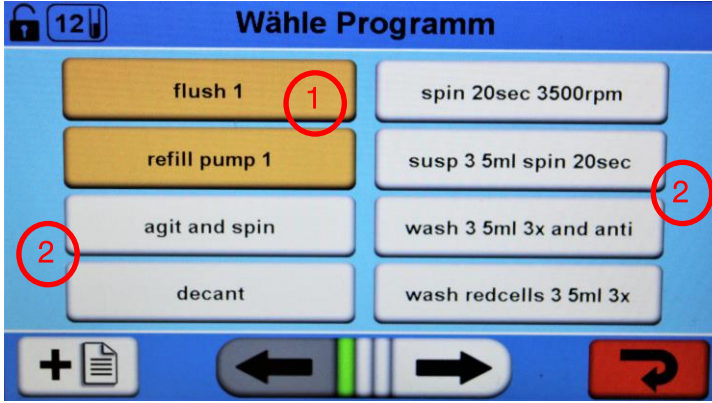 12
Wähle Programm
flush 1
1
refill pump 1
agit and spin
2
decant
spin 20sec 3500rpm
susp 3 5ml spin 20sec
2
wash 3 5ml 3x and anti
wash redcells 3 5ml 3x